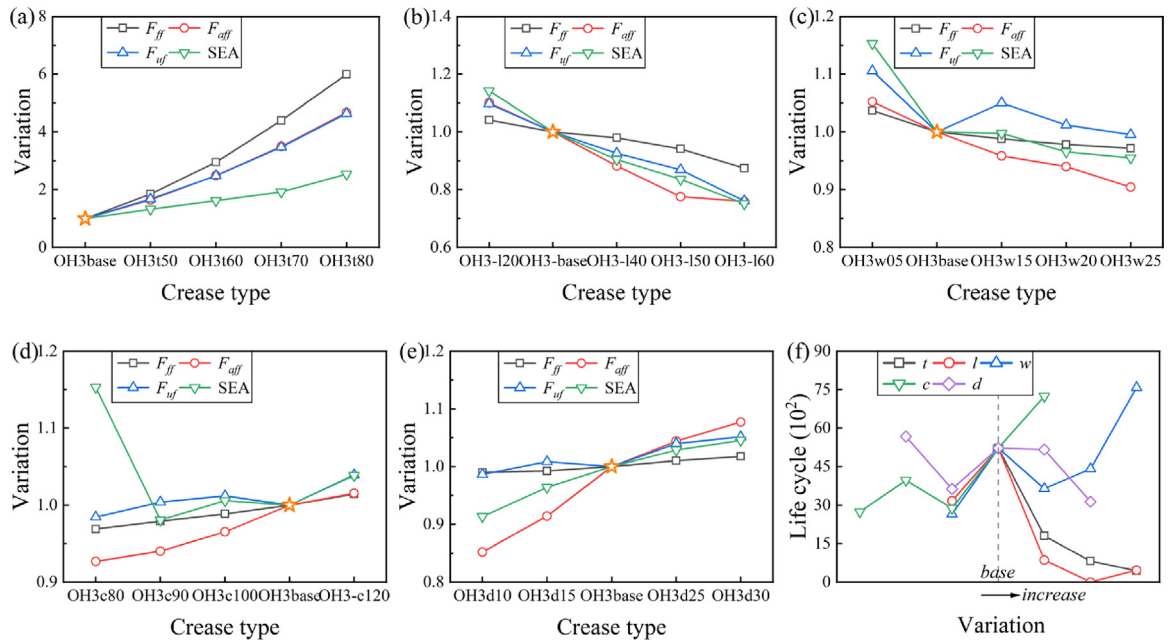 (a)
8
6
4
2
0
Variation
F_ff F_aff
F_uf SEA
OH3base OH3t50 OH3t60 OH3t70 OH3t80
Crease type
(b)
1.4
1.2
1.0
0.8
0.6
Variation
F_ff F_aff
F_uf SEA
OH3-l20 OH3-base OH3-l40 OH3-l50 OH3-l60
Crease type
(c)
1.2
1.1
1.0
0.9
0.8
Variation
F_ff F_aff
F_uf SEA
OH3w05 OH3base OH3w15 OH3w20 OH3w25
Crease type
(d)
1.2
1.1
1.0
0.9
Variation
F_ff F_aff
F_uf SEA
OH3c80 OH3c90 OH3c100 OH3base OH3-c120
Crease type
(e)
1.2
1.1
1.0
0.9
0.8
Variation
F_ff F_aff
F_uf SEA
OH3d10 OH3d15 OH3base OH3d25 OH3d30
Crease type
(f)
90
75
60
45
30
15
0
Life cycle (10²)
t l w
c d
base
increase
Variation